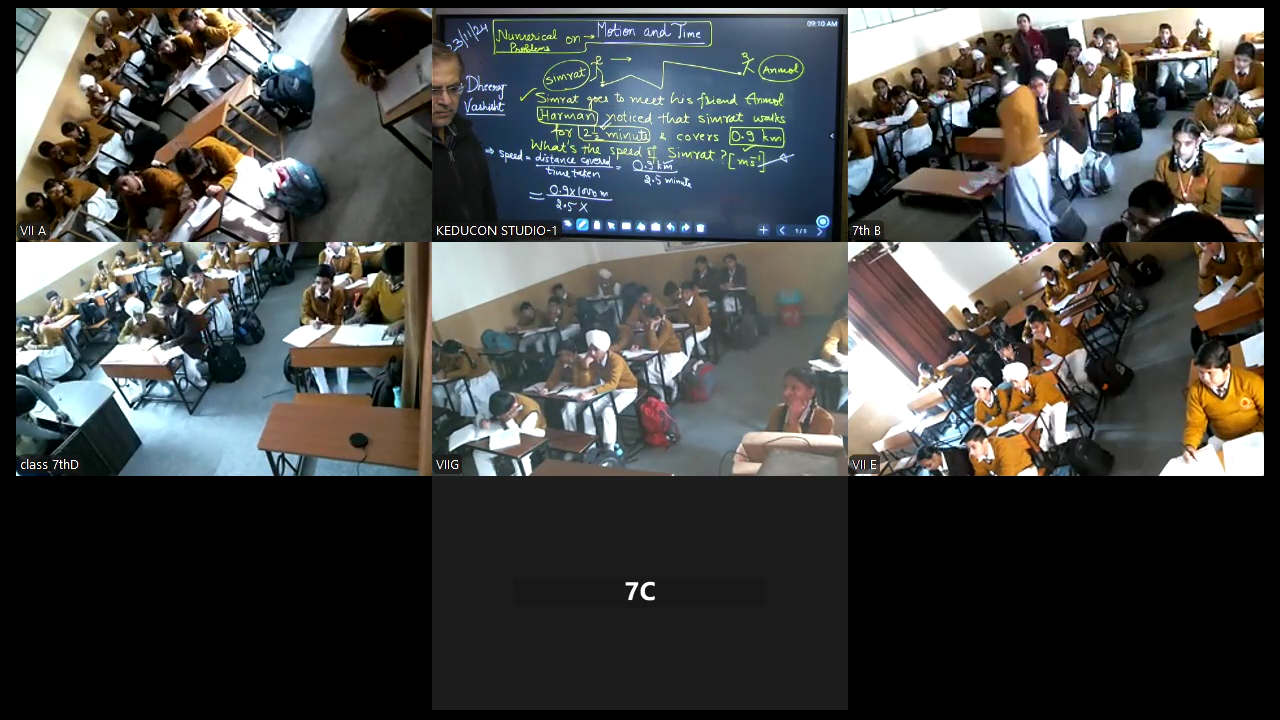 09:10 AM
23/11/24
Numerical Problems on → Motion and Time
Simrat
Anmol
Dheeraj
Vashisht
Simrat goes to meet his friend Anmol
Harman noticed that simrat walks
for 2½ minute & covers 0.9 km
What's the speed of Simrat ? [ms⁻¹]
⇒ speed = distance covered / time taken = 0.9 km / 2.5 minute
= 0.9 x 1000 m / 2.5 x
1/1
VII A
KEDUCON STUDIO-1
7th B
class 7thD
VIIG
VII E
7C